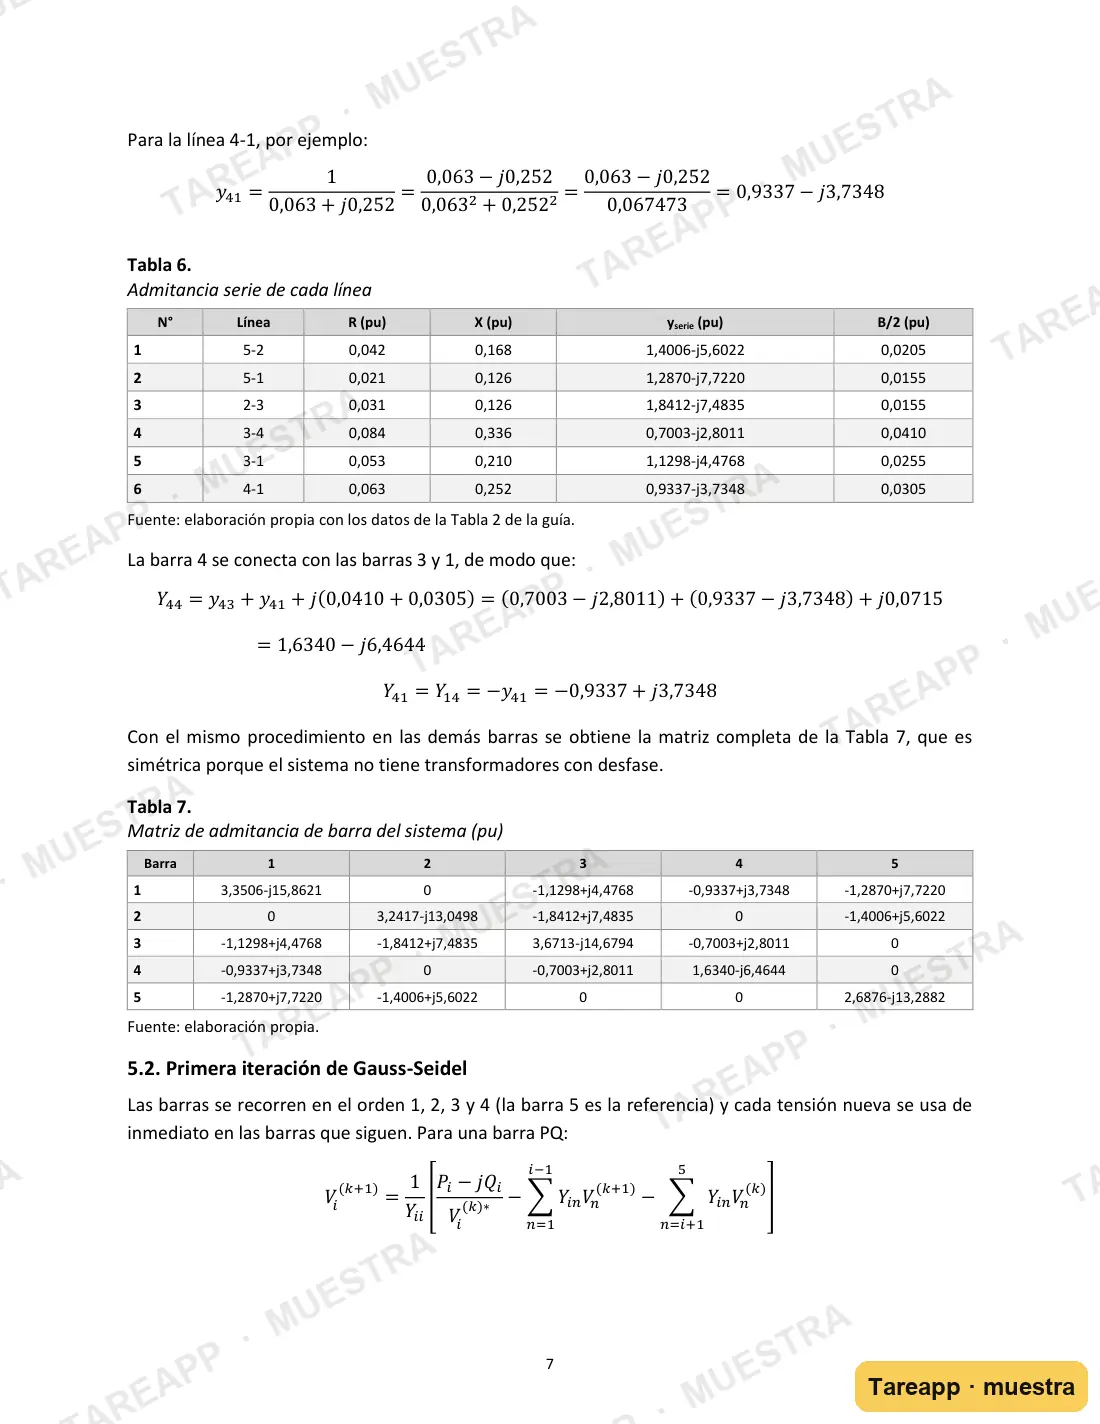 Para la línea 4-1, por ejemplo:
y₄₁ = 1 / (0,063 + j0,252) = (0,063 − j0,252) / (0,063² + 0,252²) = (0,063 − j0,252) / 0,067473 = 0,9337 − j3,7348
Tabla 6.
Admitancia serie de cada línea
N° Línea R (pu) X (pu) yserie (pu) B/2 (pu)
1 5-2 0,042 0,168 1,4006-j5,6022 0,0205
2 5-1 0,021 0,126 1,2870-j7,7220 0,0155
3 2-3 0,031 0,126 1,8412-j7,4835 0,0155
4 3-4 0,084 0,336 0,7003-j2,8011 0,0410
5 3-1 0,053 0,210 1,1298-j4,4768 0,0255
6 4-1 0,063 0,252 0,9337-j3,7348 0,0305
Fuente: elaboración propia con los datos de la Tabla 2 de la guía.
La barra 4 se conecta con las barras 3 y 1, de modo que:
Y₄₄ = y₄₃ + y₄₁ + j(0,0410 + 0,0305) = (0,7003 − j2,8011) + (0,9337 − j3,7348) + j0,0715
= 1,6340 − j6,4644
Y₄₁ = Y₁₄ = −y₄₁ = −0,9337 + j3,7348
Con el mismo procedimiento en las demás barras se obtiene la matriz completa de la Tabla 7, que es
simétrica porque el sistema no tiene transformadores con desfase.
Tabla 7.
Matriz de admitancia de barra del sistema (pu)
Barra 1 2 3 4 5
1 3,3506-j15,8621 0 -1,1298+j4,4768 -0,9337+j3,7348 -1,2870+j7,7220
2 0 3,2417-j13,0498 -1,8412+j7,4835 0 -1,4006+j5,6022
3 -1,1298+j4,4768 -1,8412+j7,4835 3,6713-j14,6794 -0,7003+j2,8011 0
4 -0,9337+j3,7348 0 -0,7003+j2,8011 1,6340-j6,4644 0
5 -1,2870+j7,7220 -1,4006+j5,6022 0 0 2,6876-j13,2882
Fuente: elaboración propia.
5.2. Primera iteración de Gauss-Seidel
Las barras se recorren en el orden 1, 2, 3 y 4 (la barra 5 es la referencia) y cada tensión nueva se usa de
inmediato en las barras que siguen. Para una barra PQ:
Vᵢ^(k+1) = 1/Yᵢᵢ [ (Pᵢ − jQᵢ) / Vᵢ^(k)* − ∑_{n=1}^{i−1} Yᵢₙ Vₙ^(k+1) − ∑_{n=i+1}^{5} Yᵢₙ Vₙ^(k) ]
7
Tareapp · muestra
TAREAPP · MUESTRA